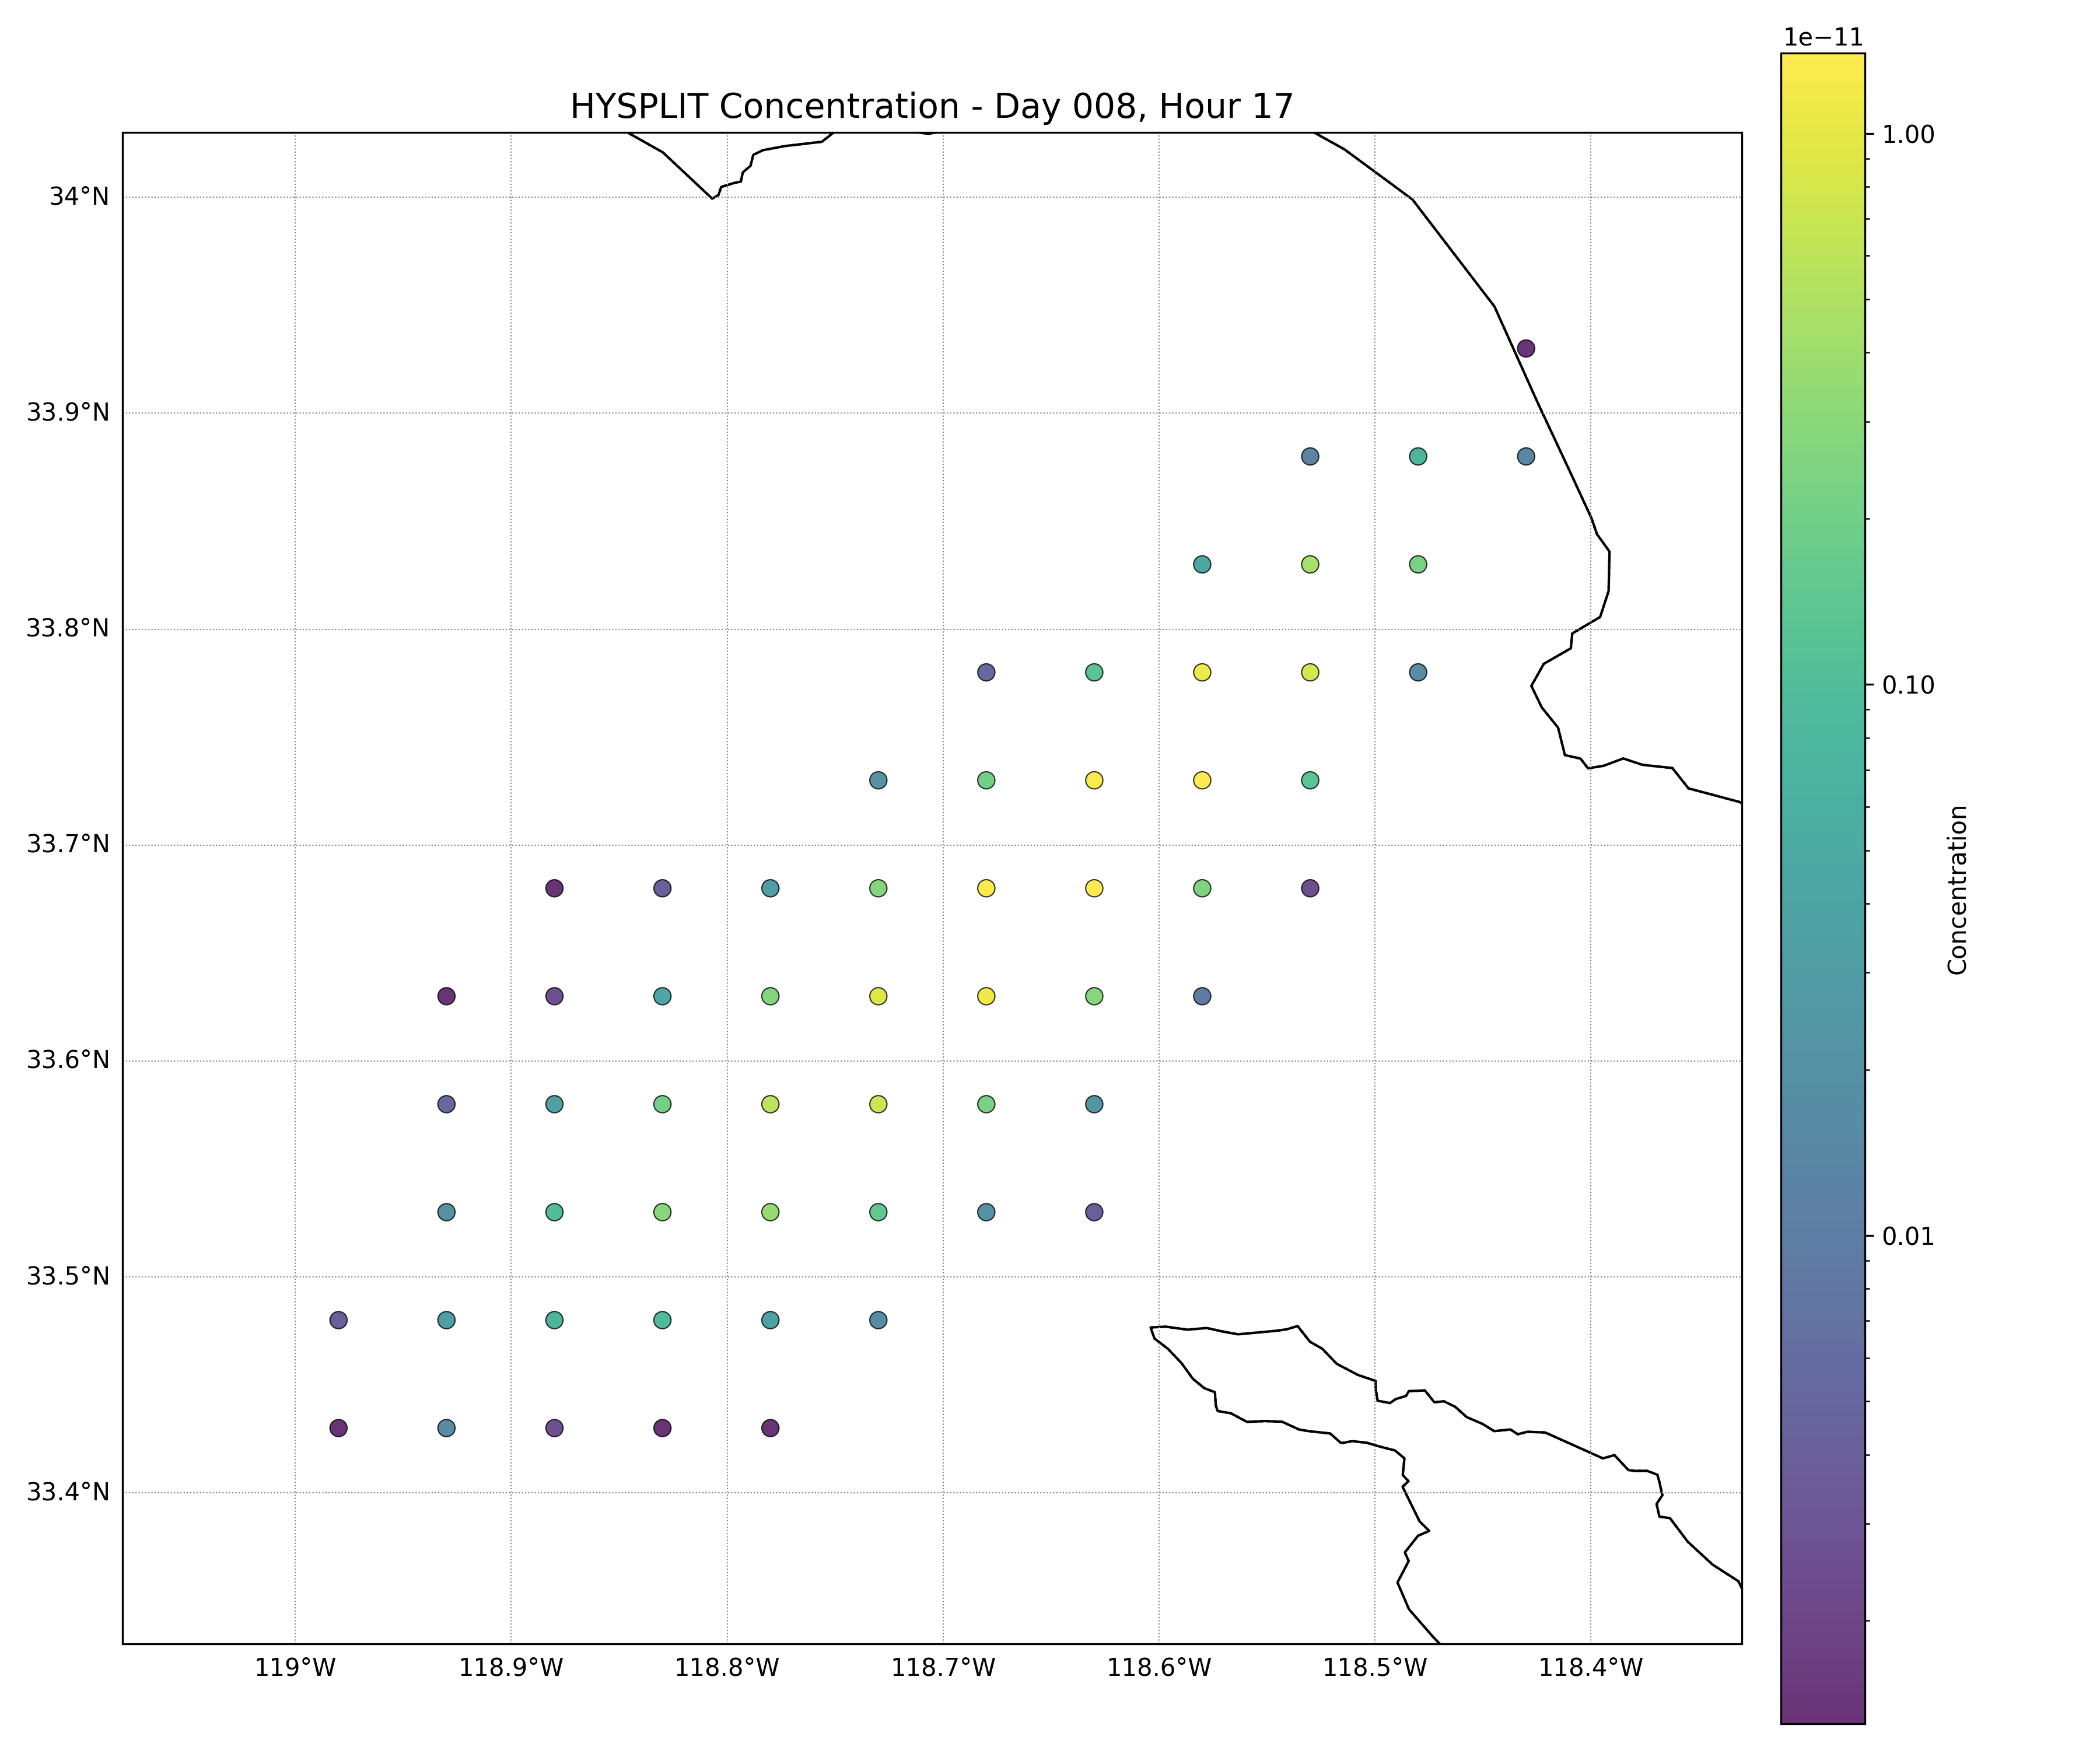 1e−11
HYSPLIT Concentration - Day 008, Hour 17
34°N
33.9°N
33.8°N
33.7°N
33.6°N
33.5°N
33.4°N
119°W
118.9°W
118.8°W
118.7°W
118.6°W
118.5°W
118.4°W
1.00
0.10
0.01
Concentration